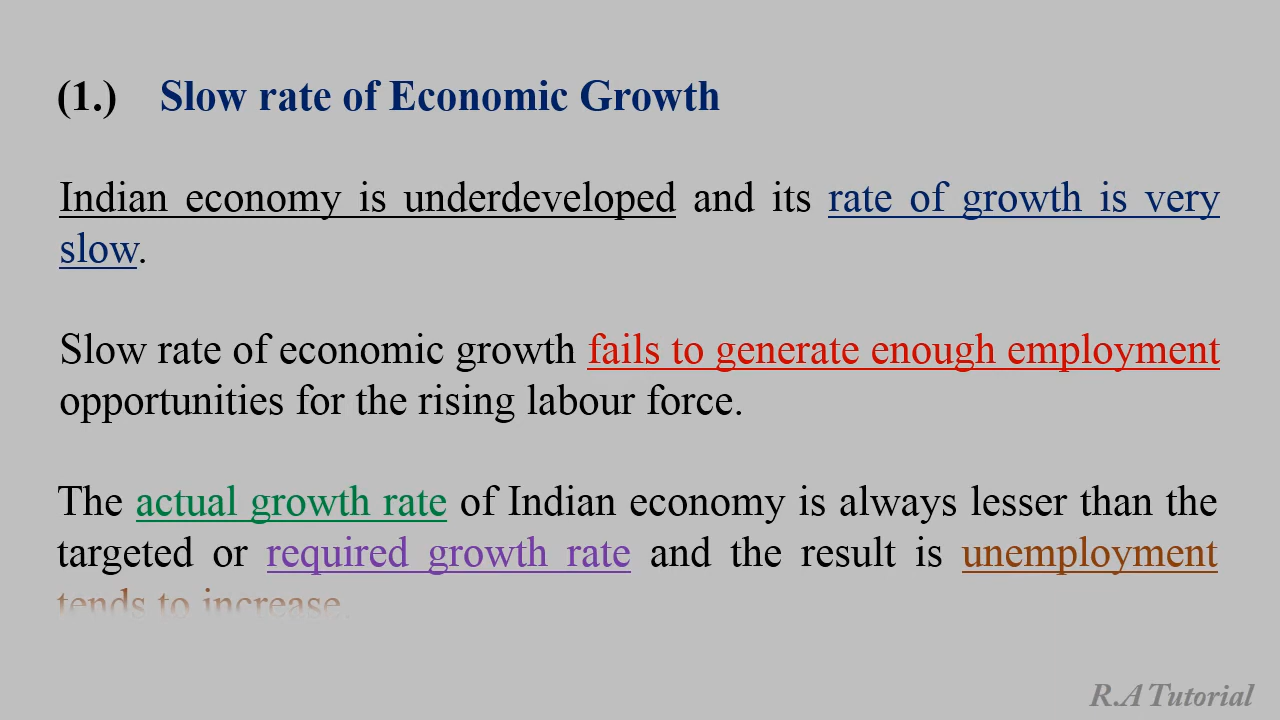 (1.) Slow rate of Economic Growth
Indian economy is underdeveloped and its rate of growth is very
slow.
Slow rate of economic growth fails to generate enough employment
opportunities for the rising labour force.
The actual growth rate of Indian economy is always lesser than the
targeted or required growth rate and the result is unemployment
tends to increase.
R.A Tutorial